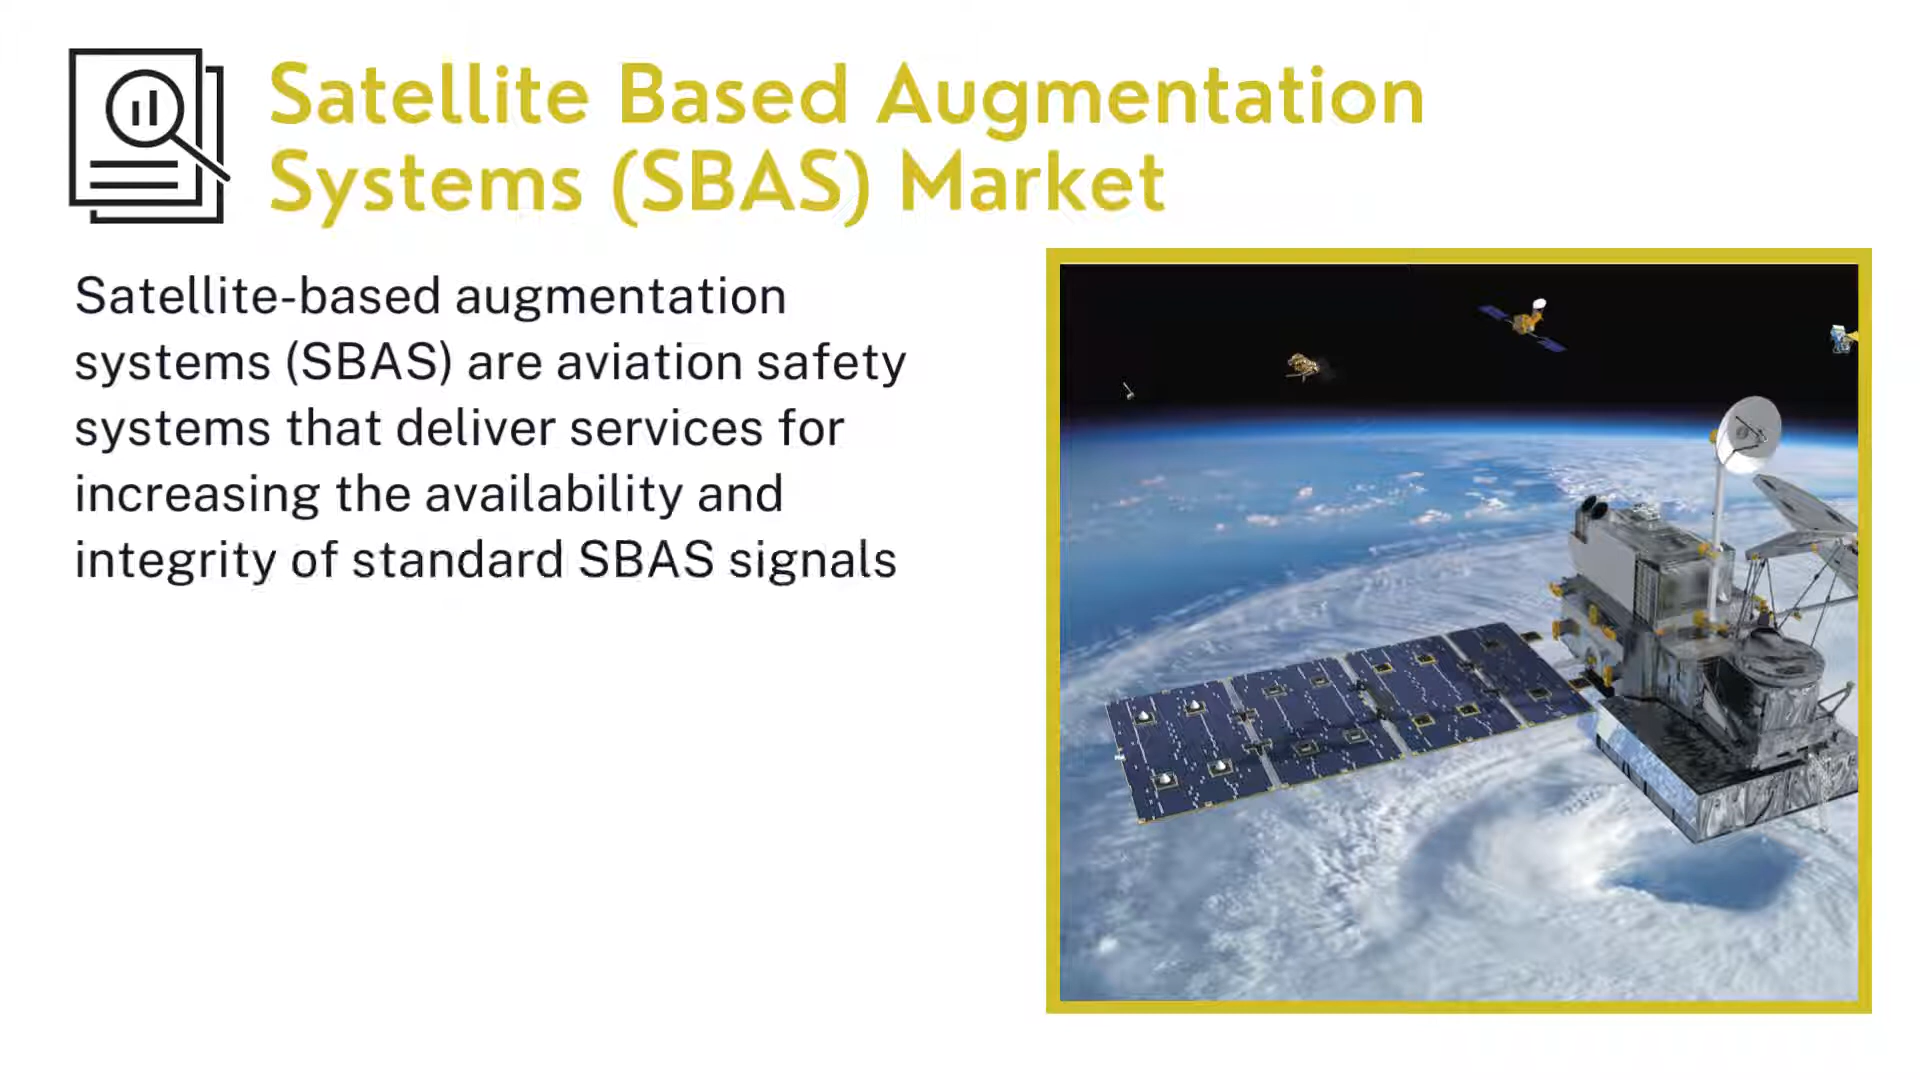 Satellite Based Augmentation
Systems (SBAS) Market
Satellite-based augmentation
systems (SBAS) are aviation safety
systems that deliver services for
increasing the availability and
integrity of standard SBAS signals